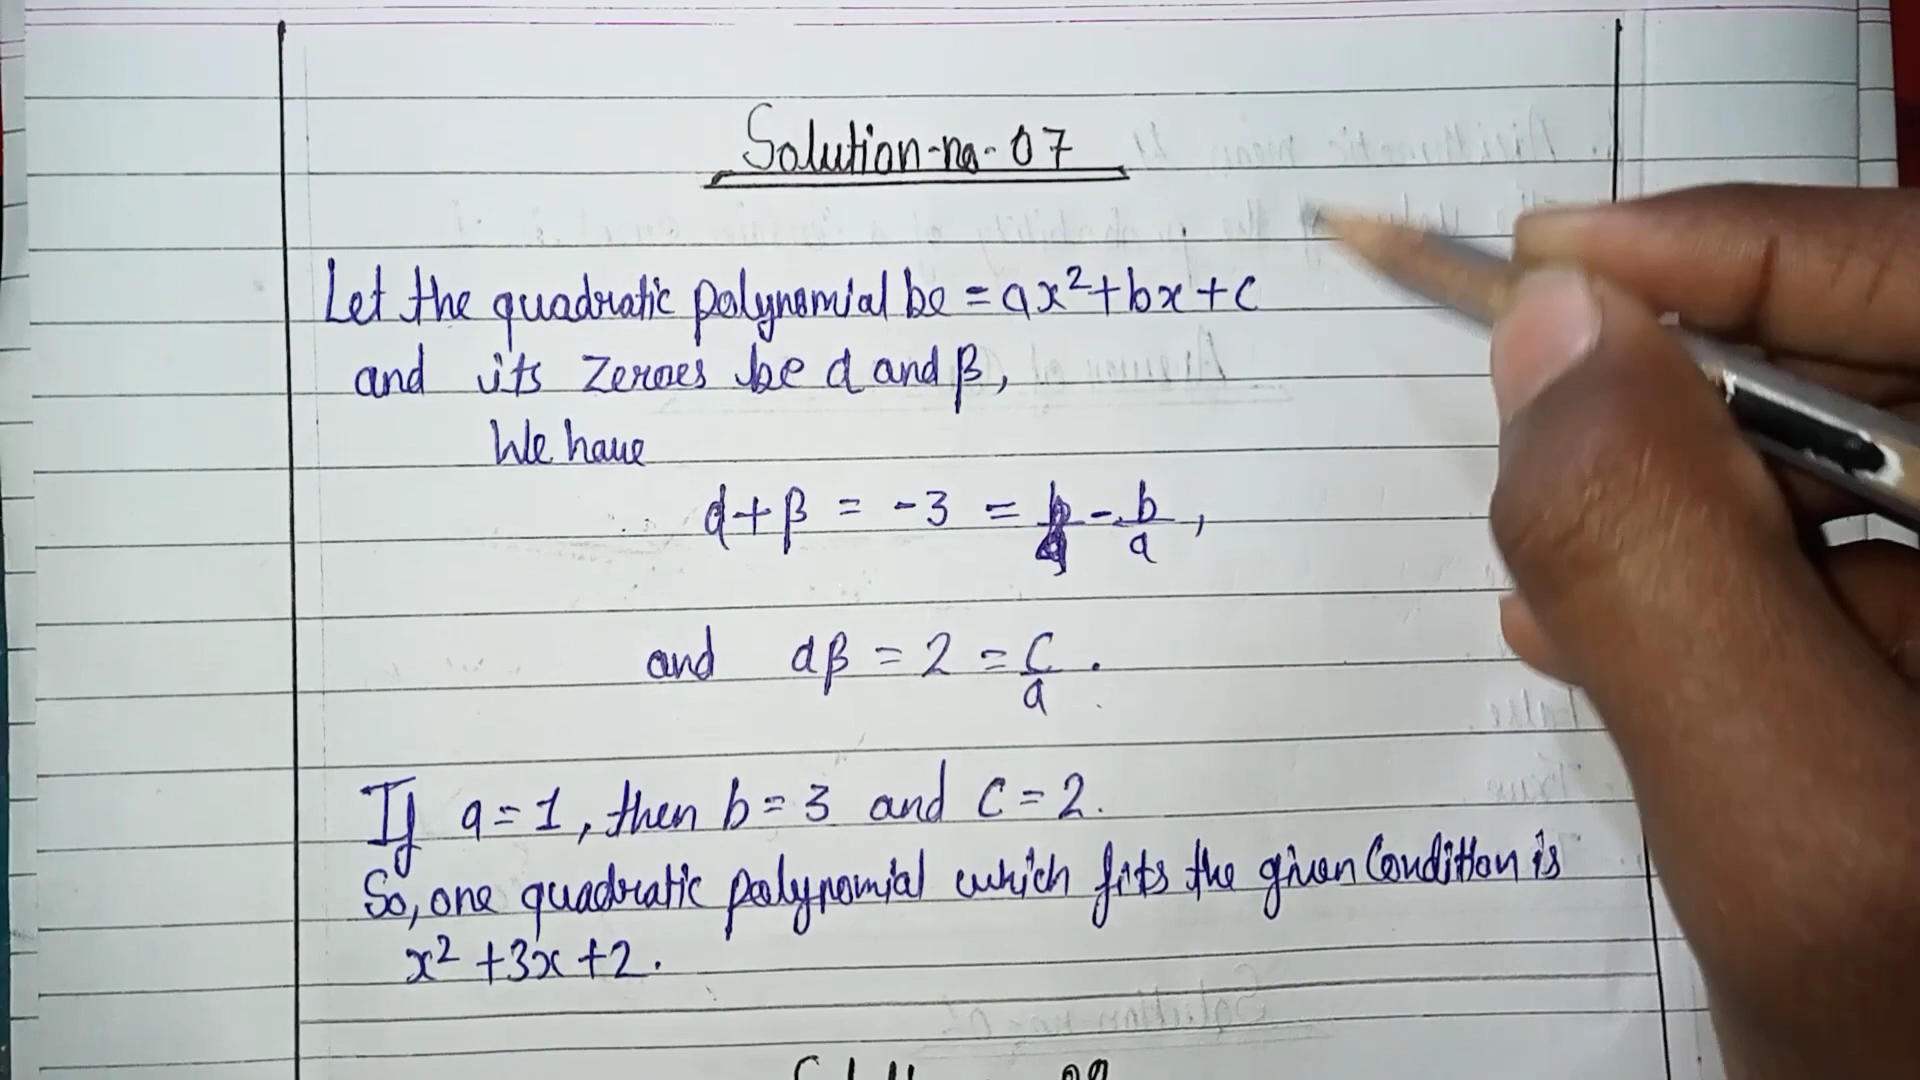 Solution-no-07
Let the quadratic polynomial be = ax²+bx+c
and its zeroes be α and β,
We have
α+β = -3 = -b/a,
and αβ = 2 = c/a.
If a=1, then b=3 and c=2.
So, one quadratic polynomial which fits the given Condition is
x²+3x+2.